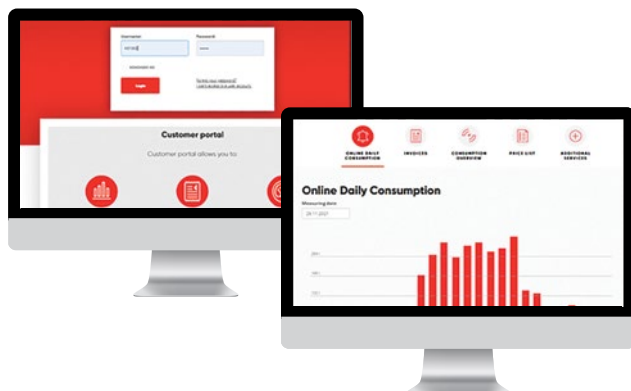 Username
Password
Login
Customer portal
Customer portal allows you to:
ONLINE DAILY
CONSUMPTION
INVOICES
CONSUMPTION
OVERVIEW
PRICE LIST
ADDITIONAL
SERVICES
Online Daily Consumption
Measuring date